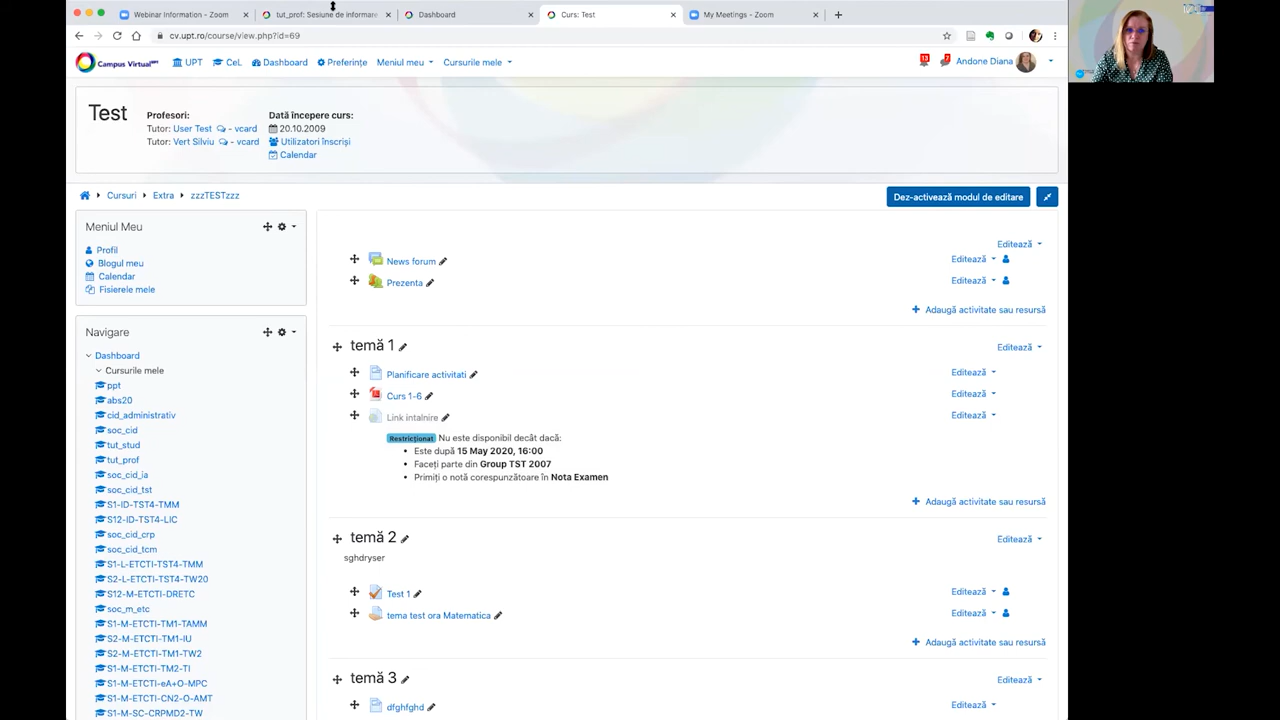 Webinar Information - Zoom
tut_prof: Sesiune de informare
Dashboard
Curs: Test
My Meetings - Zoom
cv.upt.ro/course/view.php?id=69
Campus Virtual UPT
UPT
CeL
Dashboard
Preferințe
Meniul meu
Cursurile mele
Andone Diana
Test
Profesori:
Tutor: User Test - vcard
Tutor: Vert Silviu - vcard
Dată începere curs:
20.10.2009
Utilizatori înscriși
Calendar
Cursuri
Extra
zzzTESTzzz
Dez-activează modul de editare
Meniul Meu
Profil
Blogul meu
Calendar
Fisierele mele
Navigare
Dashboard
Cursurile mele
ppt
abs20
cid_administrativ
soc_cid
tut_stud
tut_prof
soc_cid_ia
soc_cid_tst
S1-ID-TST4-TMM
S12-ID-TST4-LIC
soc_cid_crp
soc_cid_tcm
S1-L-ETCTI-TST4-TMM
S2-L-ETCTI-TST4-TW20
S12-M-ETCTI-DRETC
soc_m_etc
S1-M-ETCTI-TM1-TAMM
S2-M-ETCTI-TM1-IU
S2-M-ETCTI-TM1-TW2
S1-M-ETCTI-TM2-TI
S1-M-ETCTI-eA+O-MPC
S1-M-ETCTI-CN2-O-AMT
S1-M-SC-CRPMD2-TW
Editează
News forum
Editează
Prezenta
Editează
Adaugă activitate sau resursă
temă 1
Editează
Planificare activitati
Editează
Curs 1-6
Editează
Link intalnire
Editează
Restricționat Nu este disponibil decât dacă:
Este după 15 May 2020, 16:00
Faceți parte din Group TST 2007
Primiți o notă corespunzătoare în Nota Examen
Adaugă activitate sau resursă
temă 2
Editează
sghdryser
Test 1
Editează
tema test ora Matematica
Editează
Adaugă activitate sau resursă
temă 3
Editează
dfghfghd
Editează